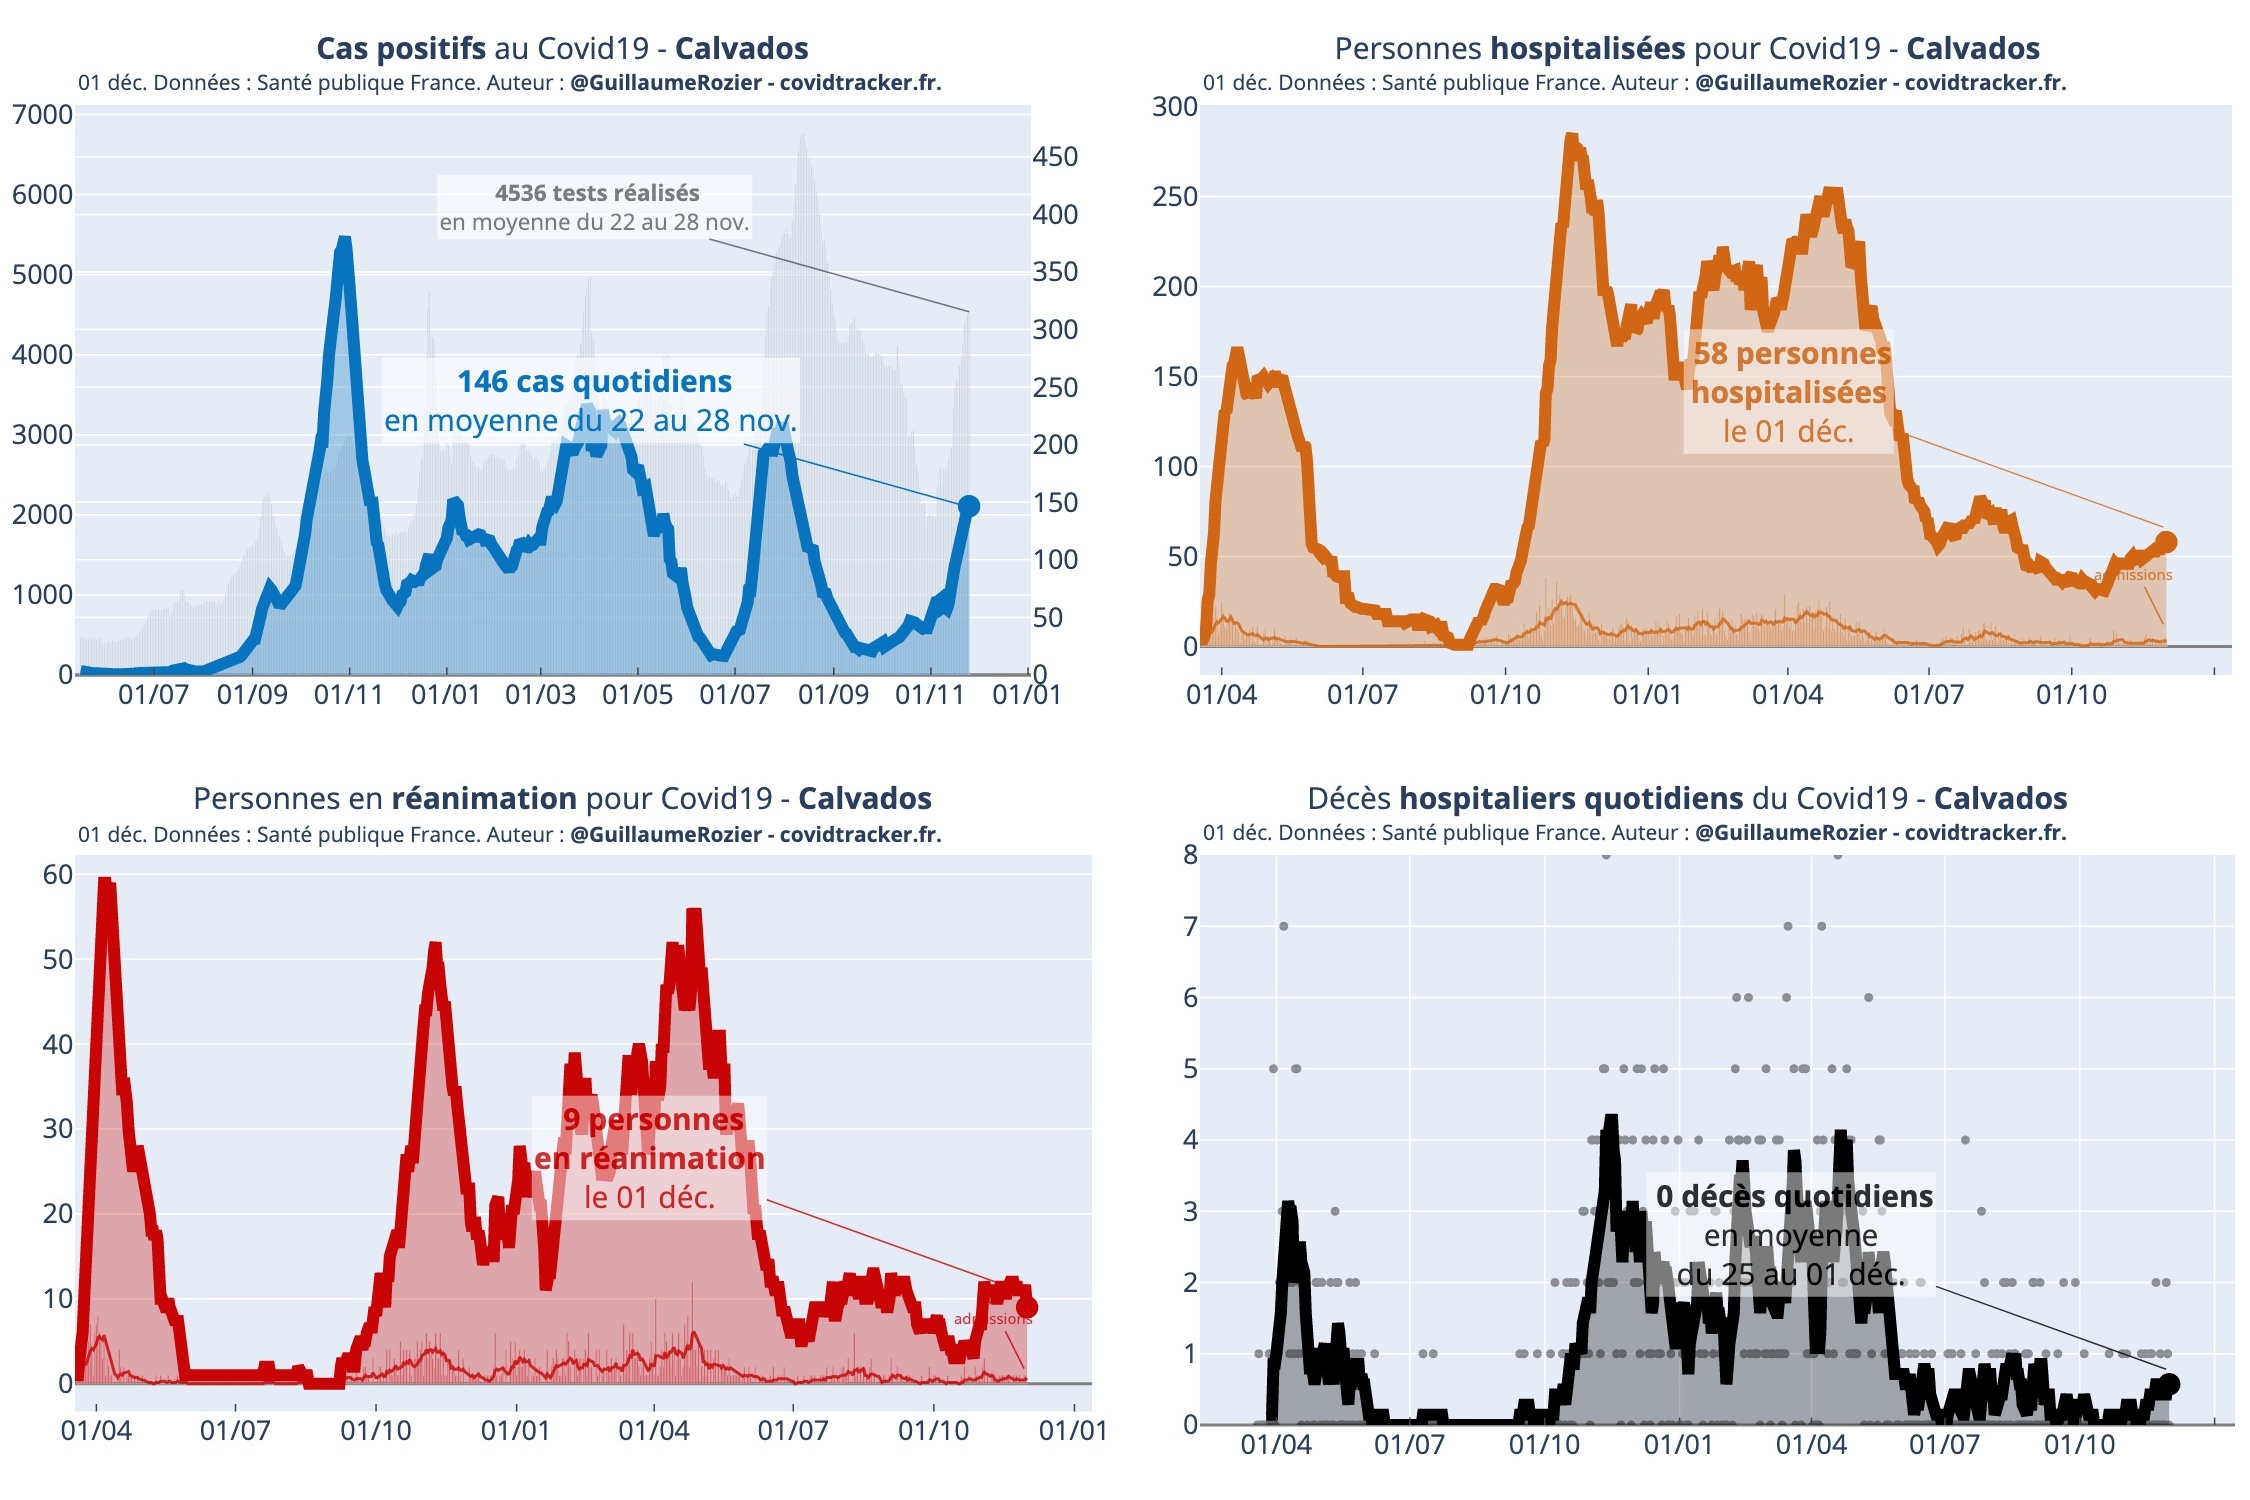 Cas positifs au Covid19 - Calvados
01 déc. Données : Santé publique France. Auteur : @GuillaumeRozier - covidtracker.fr.
7000
6000
5000
4000
3000
2000
1000
0
450
400
350
300
250
200
150
100
50
0
4536 tests réalisés
en moyenne du 22 au 28 nov.
146 cas quotidiens
en moyenne du 22 au 28 nov.
01/07 01/09 01/11 01/01 01/03 01/05 01/07 01/09 01/11 01/01
Personnes hospitalisées pour Covid19 - Calvados
01 déc. Données : Santé publique France. Auteur : @GuillaumeRozier - covidtracker.fr.
300
250
200
150
100
50
0
58 personnes
hospitalisées
le 01 déc.
admissions
01/04 01/07 01/10 01/01 01/04 01/07 01/10
Personnes en réanimation pour Covid19 - Calvados
01 déc. Données : Santé publique France. Auteur : @GuillaumeRozier - covidtracker.fr.
60
50
40
30
20
10
0
9 personnes
en réanimation
le 01 déc.
admissions
01/04 01/07 01/10 01/01 01/04 01/07 01/10 01/01
Décès hospitaliers quotidiens du Covid19 - Calvados
01 déc. Données : Santé publique France. Auteur : @GuillaumeRozier - covidtracker.fr.
8
7
6
5
4
3
2
1
0
0 décès quotidiens
en moyenne
du 25 au 01 déc.
01/04 01/07 01/10 01/01 01/04 01/07 01/10